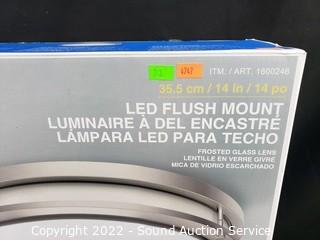 ITM. / ART. 1600246
35.5 cm / 14 in / 14 po
LED FLUSH MOUNT
LUMINAIRE À DEL ENCASTRÉ
LÁMPARA LED PARA TECHO
FROSTED GLASS LENS
LENTILLE EN VERRE GIVRÉ
MICA DE VIDRIO ESCARCHADO
Copyright 2022 - Sound Auction Service